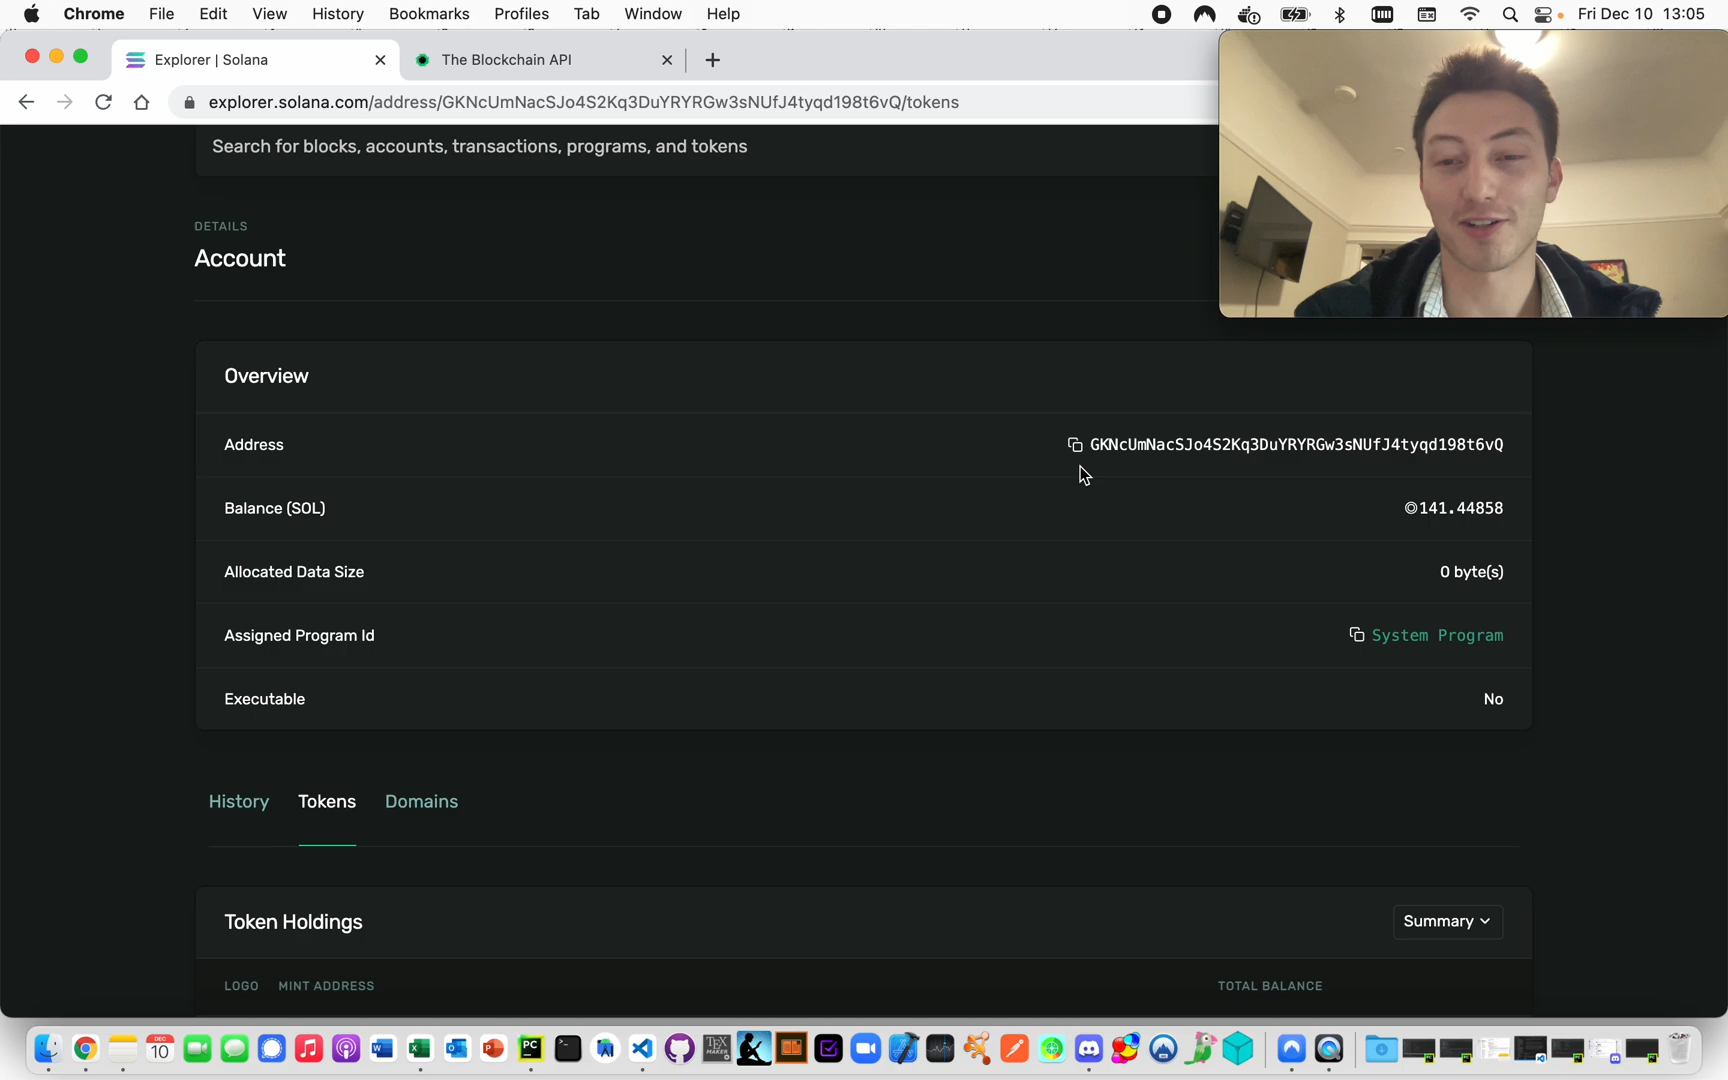 Chrome File Edit View History Bookmarks Profiles Tab Window Help Fri Dec 10 13:05
Explorer | Solana The Blockchain API
explorer.solana.com/address/GKNcUmNacSJo4S2Kq3DuYRYRGw3sNUfJ4tyqd198t6vQ/tokens
Search for blocks, accounts, transactions, programs, and tokens
DETAILS
Account
Overview
Address GKNcUmNacSJo4S2Kq3DuYRYRGw3sNUfJ4tyqd198t6vQ
Balance (SOL) ◎141.44858
Allocated Data Size 0 byte(s)
Assigned Program Id System Program
Executable No
History Tokens Domains
Token Holdings Summary
LOGO MINT ADDRESS TOTAL BALANCE